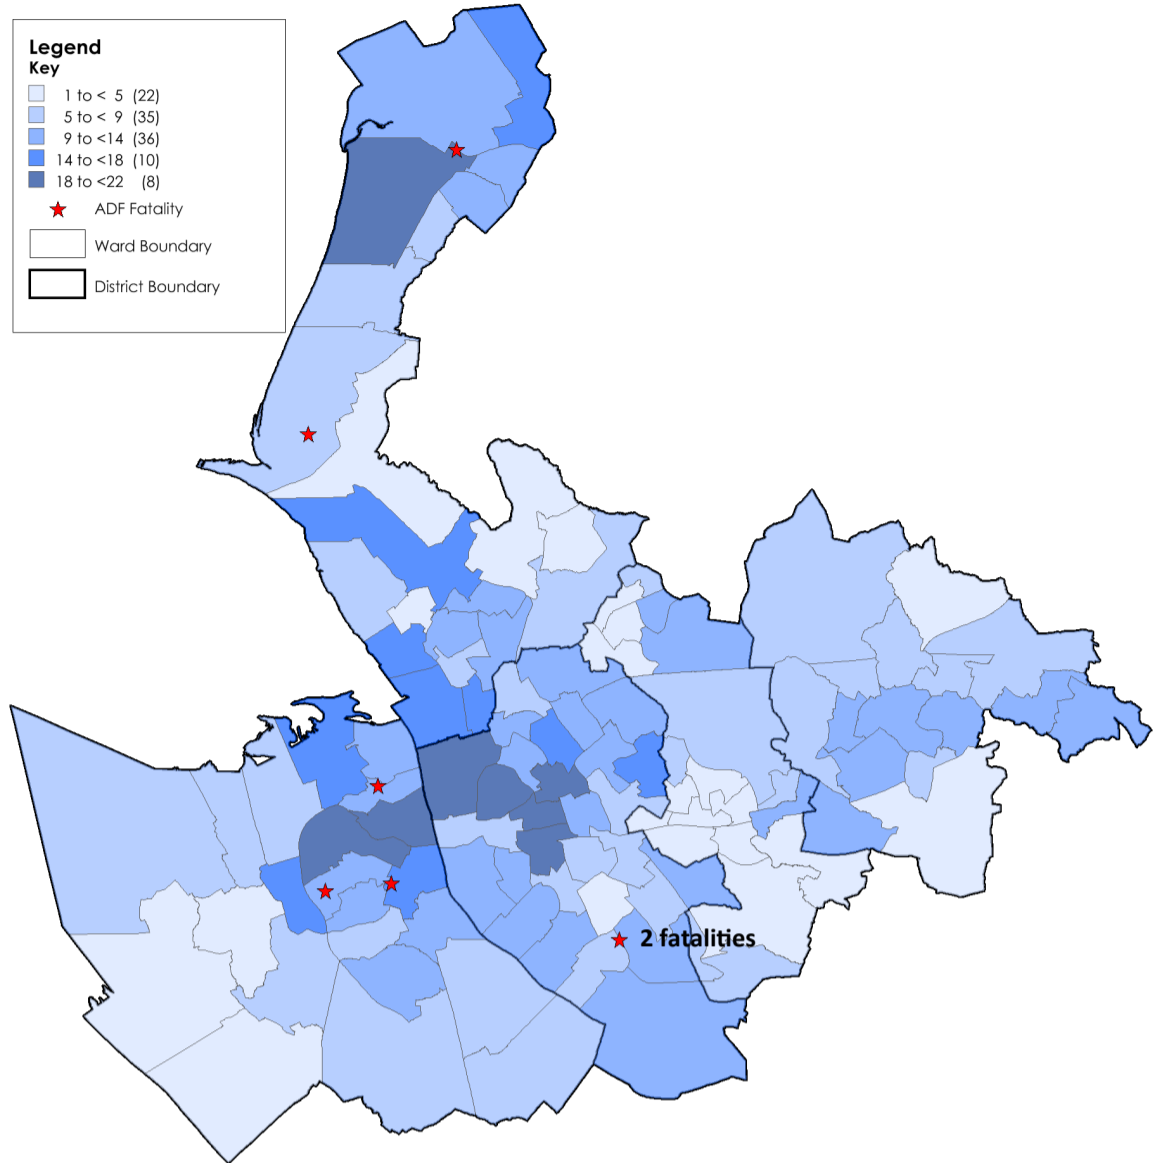 Legend
Key
1 to < 5 (22)
5 to < 9 (35)
9 to <14 (36)
14 to <18 (10)
18 to <22 (8)
ADF Fatality
Ward Boundary
District Boundary
2 fatalities